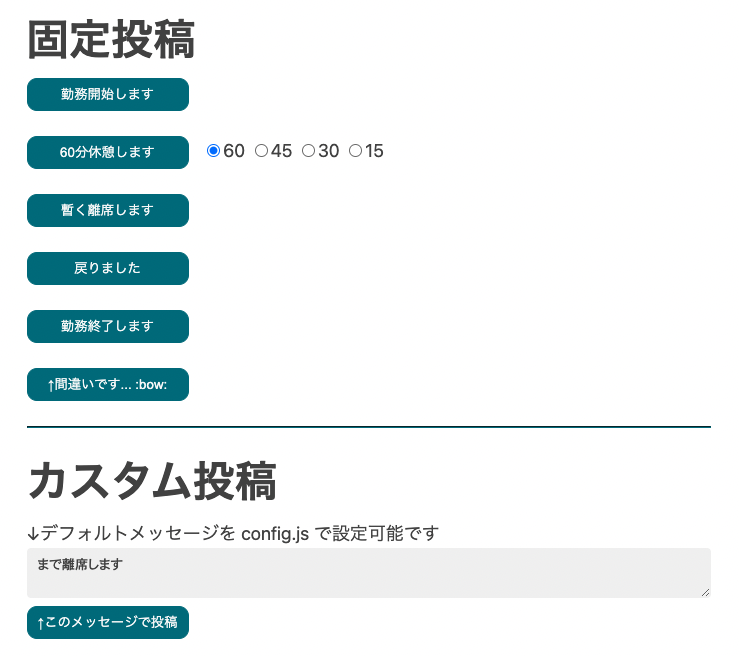 固定投稿
勤務開始します
60分休憩します 60 45 30 15
暫く離席します
戻りました
勤務終了します
↑間違いです... :bow:
カスタム投稿
↓デフォルトメッセージを config.js で設定可能です
まで離席します
↑このメッセージで投稿